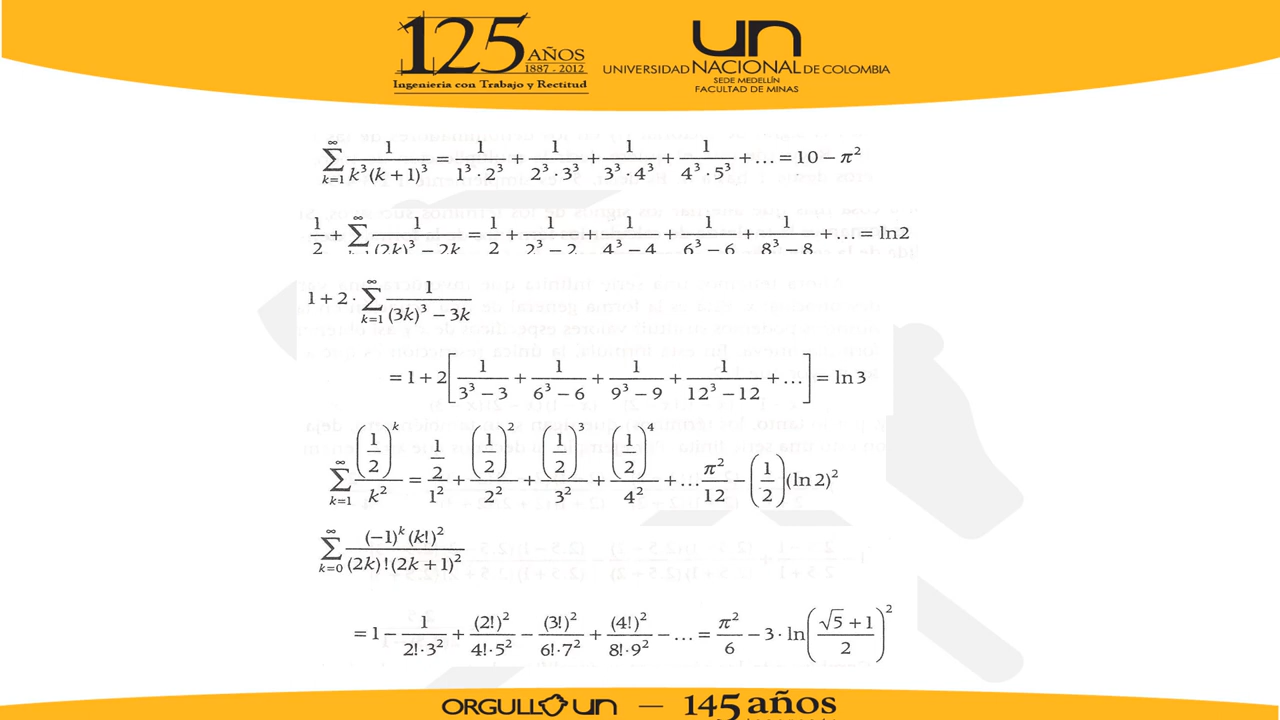 125 AÑOS
1887 - 2012
Ingeniería con Trabajo y Rectitud
un
UNIVERSIDAD NACIONAL DE COLOMBIA
SEDE MEDELLÍN
FACULTAD DE MINAS
∞∑k=1 1/(k³(k+1)³) = 1/(1³·2³) + 1/(2³·3³) + 1/(3³·4³) + 1/(4³·5³) + … = 10 − π²
1/2 + ∞∑k=1 1/((2k)³ − 2k) = 1/2 + 1/(2³ − 2) + 1/(4³ − 4) + 1/(6³ − 6) + 1/(8³ − 8) + … = ln2
1 + 2 · ∞∑k=1 1/((3k)³ − 3k)
= 1 + 2[1/(3³ − 3) + 1/(6³ − 6) + 1/(9³ − 9) + 1/(12³ − 12) + …] = ln3
∞∑k=1 (1/2)^k/k² = (1/2)/1² + (1/2)²/2² + (1/2)³/3² + (1/2)⁴/4² + … π²/12 − (1/2)(ln2)²
∞∑k=0 (−1)^k(k!)²/((2k)!(2k+1)²)
= 1 − 1/(2!·3²) + (2!)²/(4!·5²) − (3!)²/(6!·7²) + (4!)²/(8!·9²) − … = π²/6 − 3·ln((√5+1)/2)²
ORGULLO un — 145 años